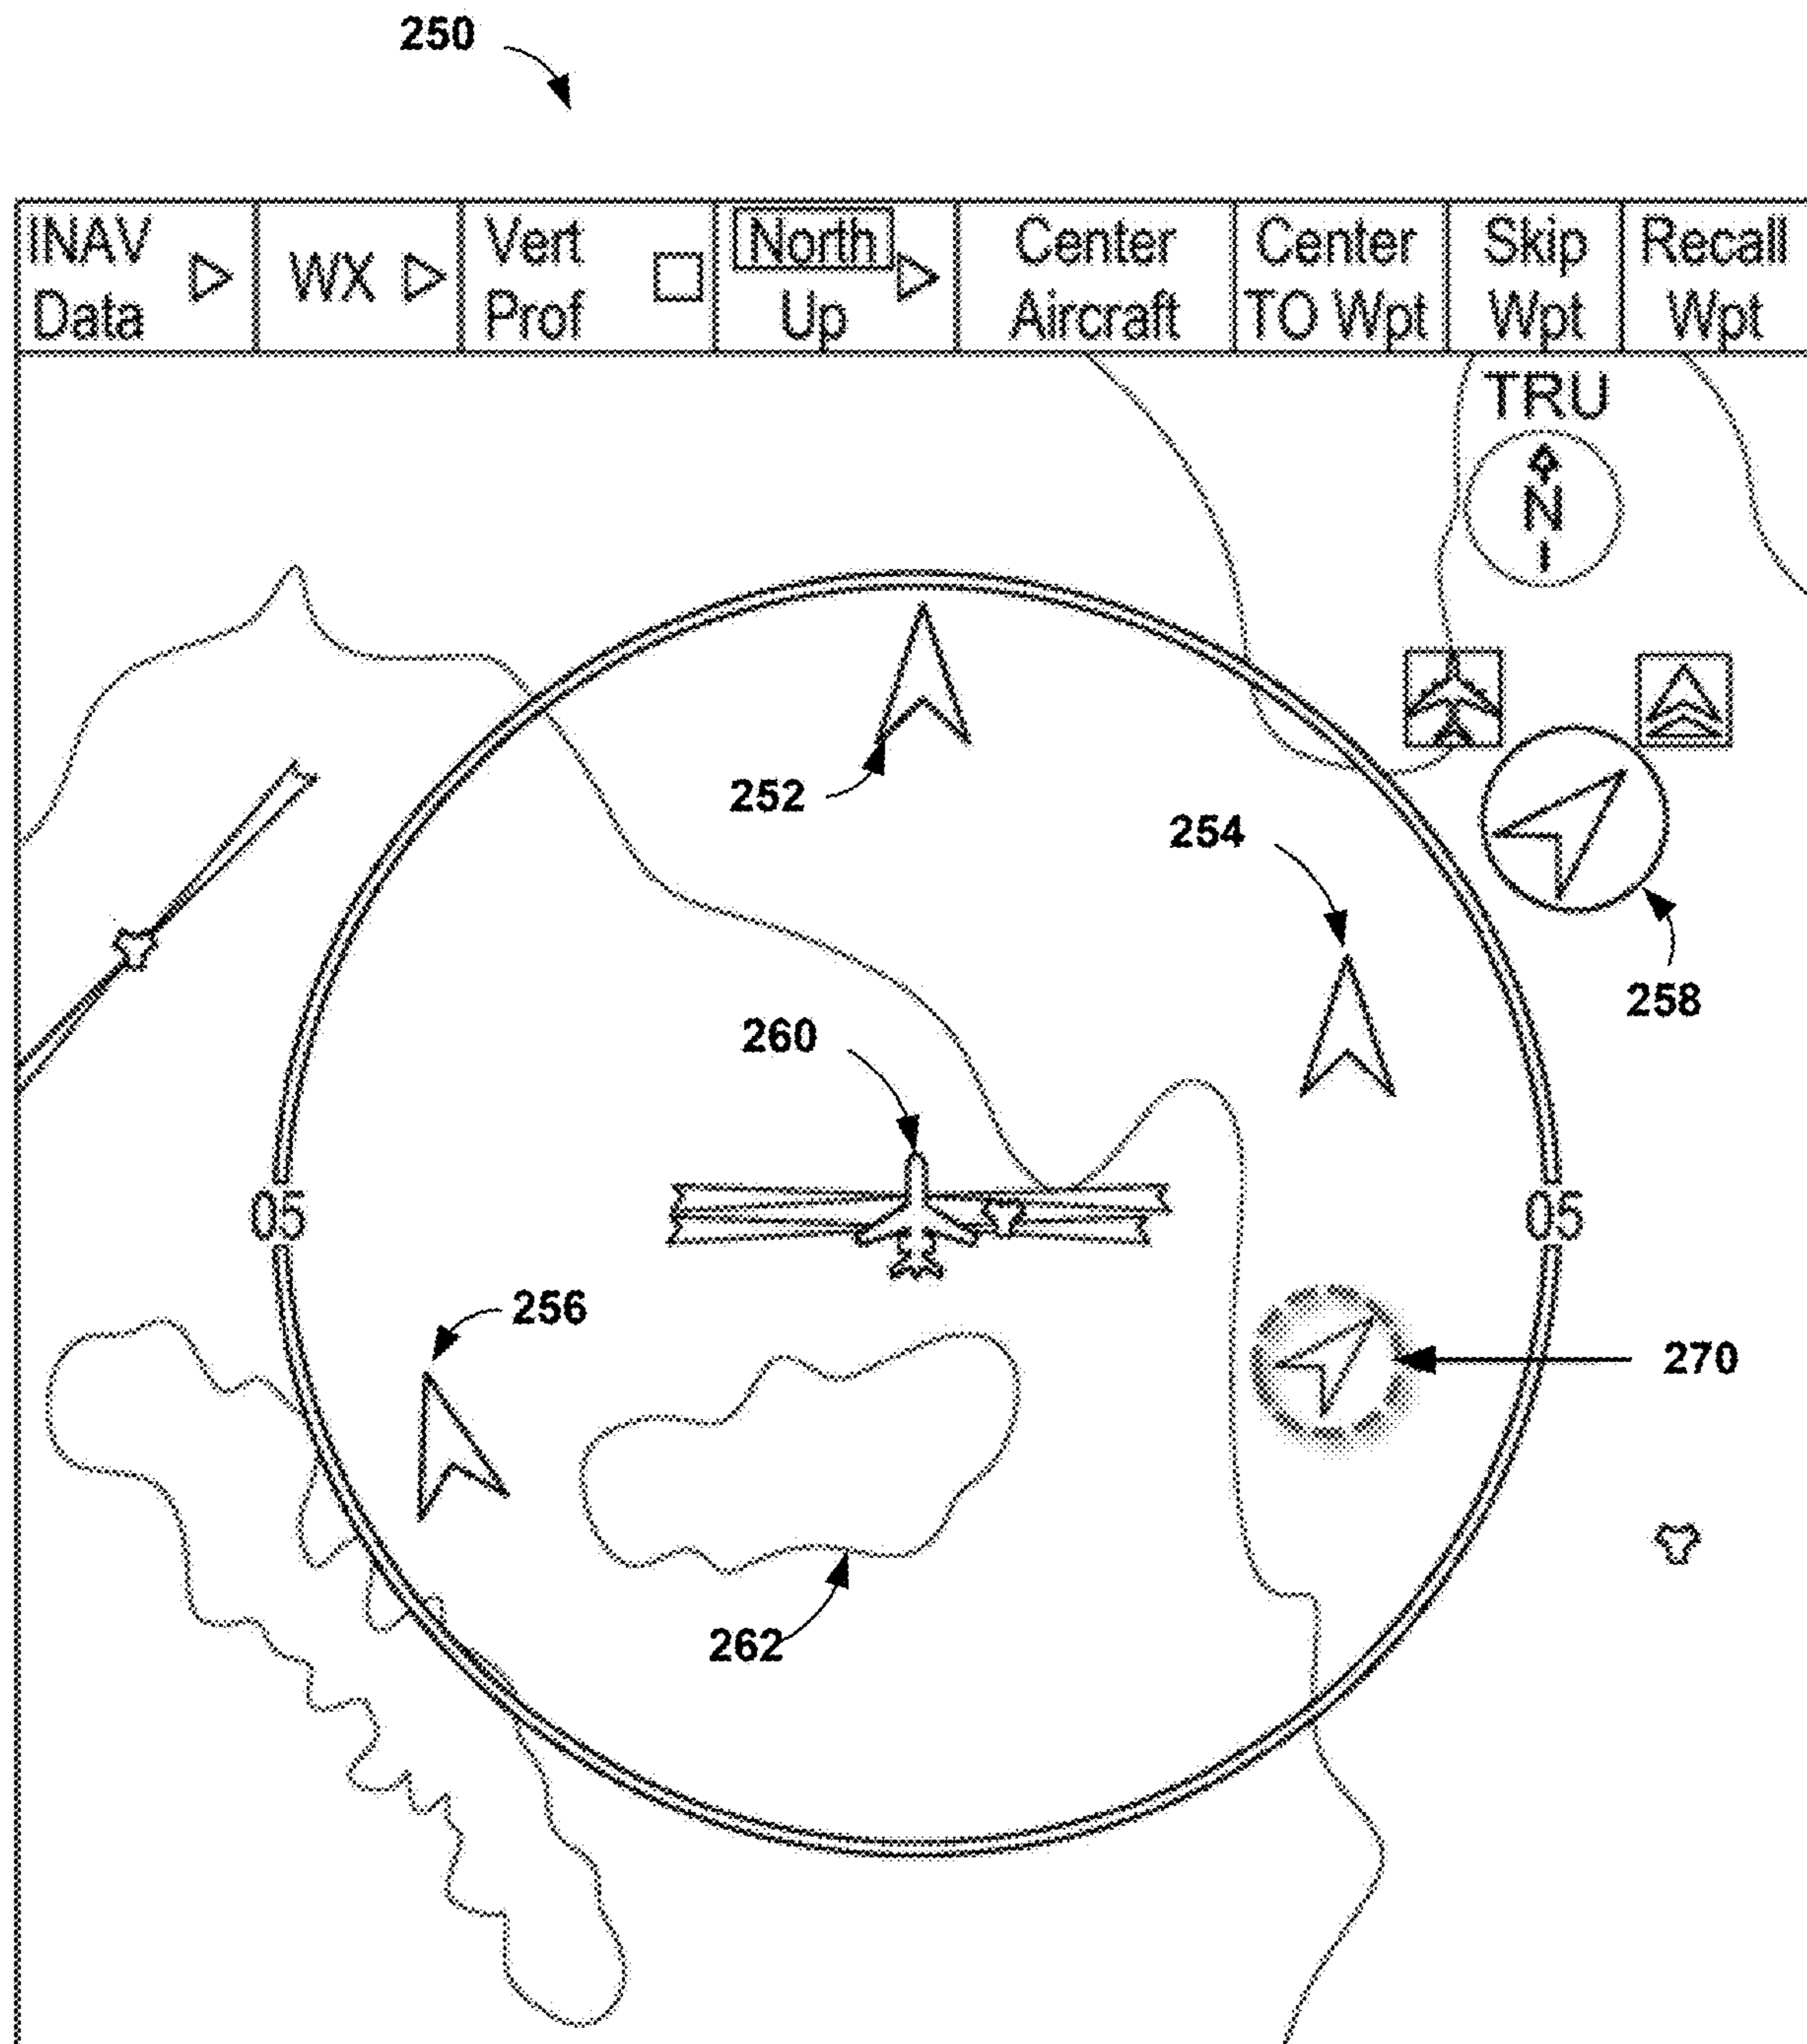 250
INAV Data
WX
Vert Prof
North Up
Center Aircraft
Center TO Wpt
Skip Wpt
Recall Wpt
TRU
N
252
254
258
260
05
05
256
270
262